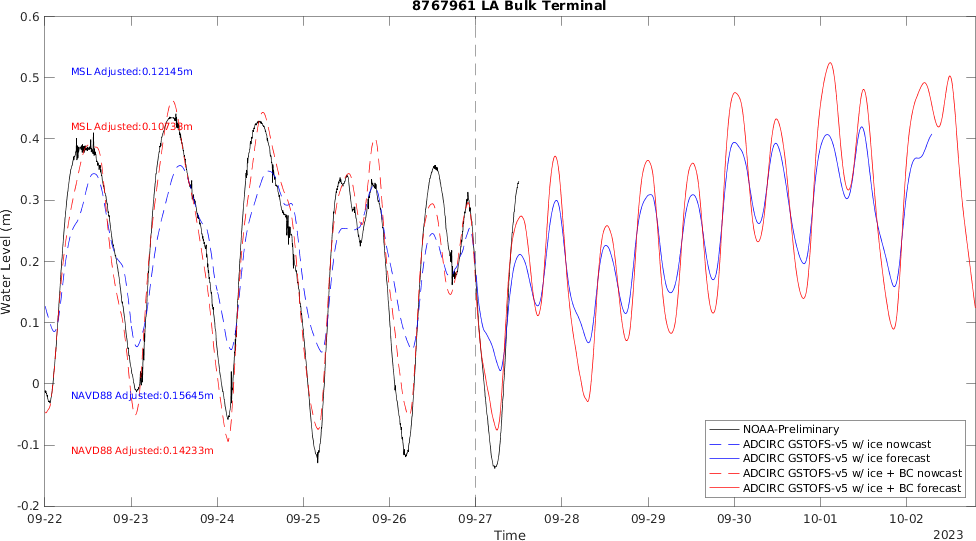 8767961 LA Bulk Terminal
0.6
0.5
0.4
0.3
0.2
0.1
0
-0.1
-0.2
Water Level (m)
MSL Adjusted:0.12145m
MSL Adjusted:0.10733m
NAVD88 Adjusted:0.15645m
NAVD88 Adjusted:0.14233m
NOAA-Preliminary
ADCIRC GSTOFS-v5 w/ ice nowcast
ADCIRC GSTOFS-v5 w/ ice forecast
ADCIRC GSTOFS-v5 w/ ice + BC nowcast
ADCIRC GSTOFS-v5 w/ ice + BC forecast
09-22 09-23 09-24 09-25 09-26 09-27 09-28 09-29 09-30 10-01 10-02
Time
2023